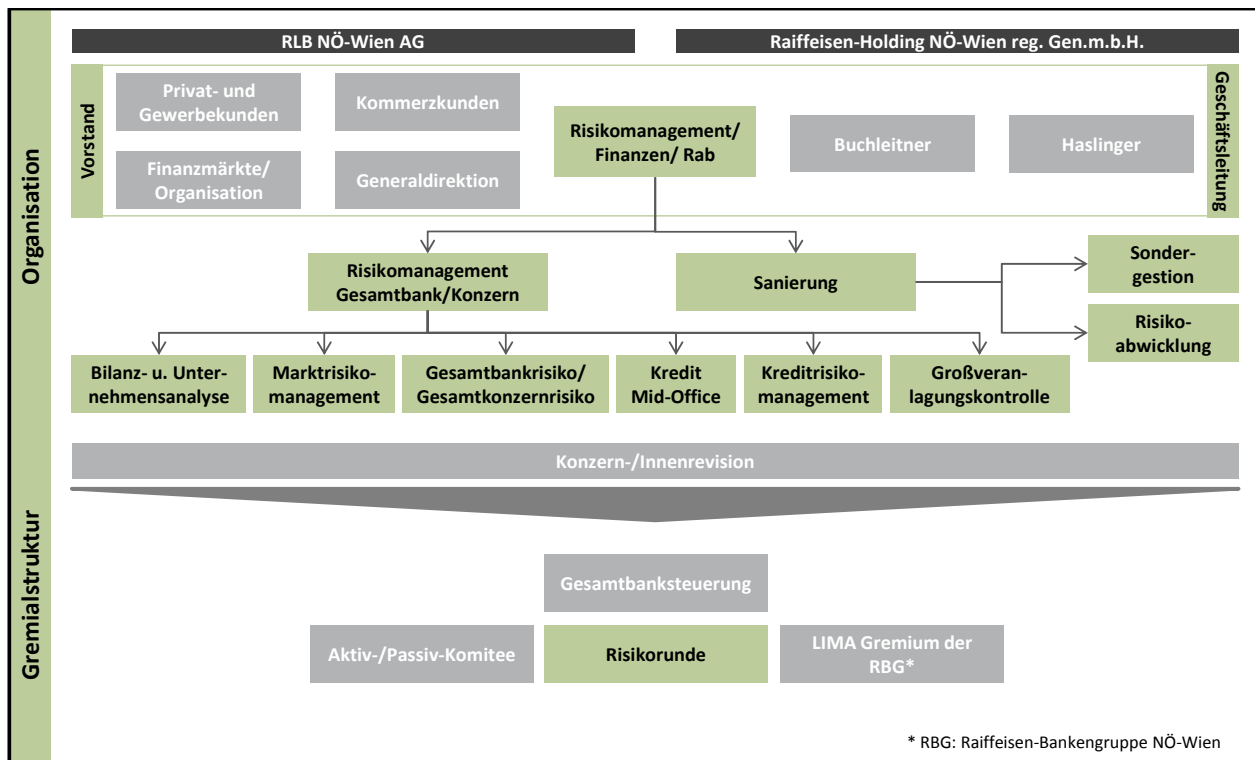 RLB NÖ-Wien AG
Raiffeisen-Holding NÖ-Wien reg. Gen.m.b.H.
Organisation
Vorstand
Privat- und
Gewerbekunden
Kommerzkunden
Finanzmärkte/
Organisation
Generaldirektion
Risikomanagement/
Finanzen/ Rab
Buchleitner
Haslinger
Geschäftsleitung
Risikomanagement
Gesamtbank/Konzern
Sanierung
Sonder-
gestion
Risiko-
abwicklung
Bilanz- u. Unter-
nehmensanalyse
Marktrisiko-
management
Gesamtbankrisiko/
Gesamtkonzernrisiko
Kredit
Mid-Office
Kreditrisiko-
management
Großveran-
lagungskontrolle
Konzern-/Innenrevision
Gremialstruktur
Gesamtbanksteuerung
Aktiv-/Passiv-Komitee
Risikorunde
LIMA Gremium der
RBG*
* RBG: Raiffeisen-Bankengruppe NÖ-Wien